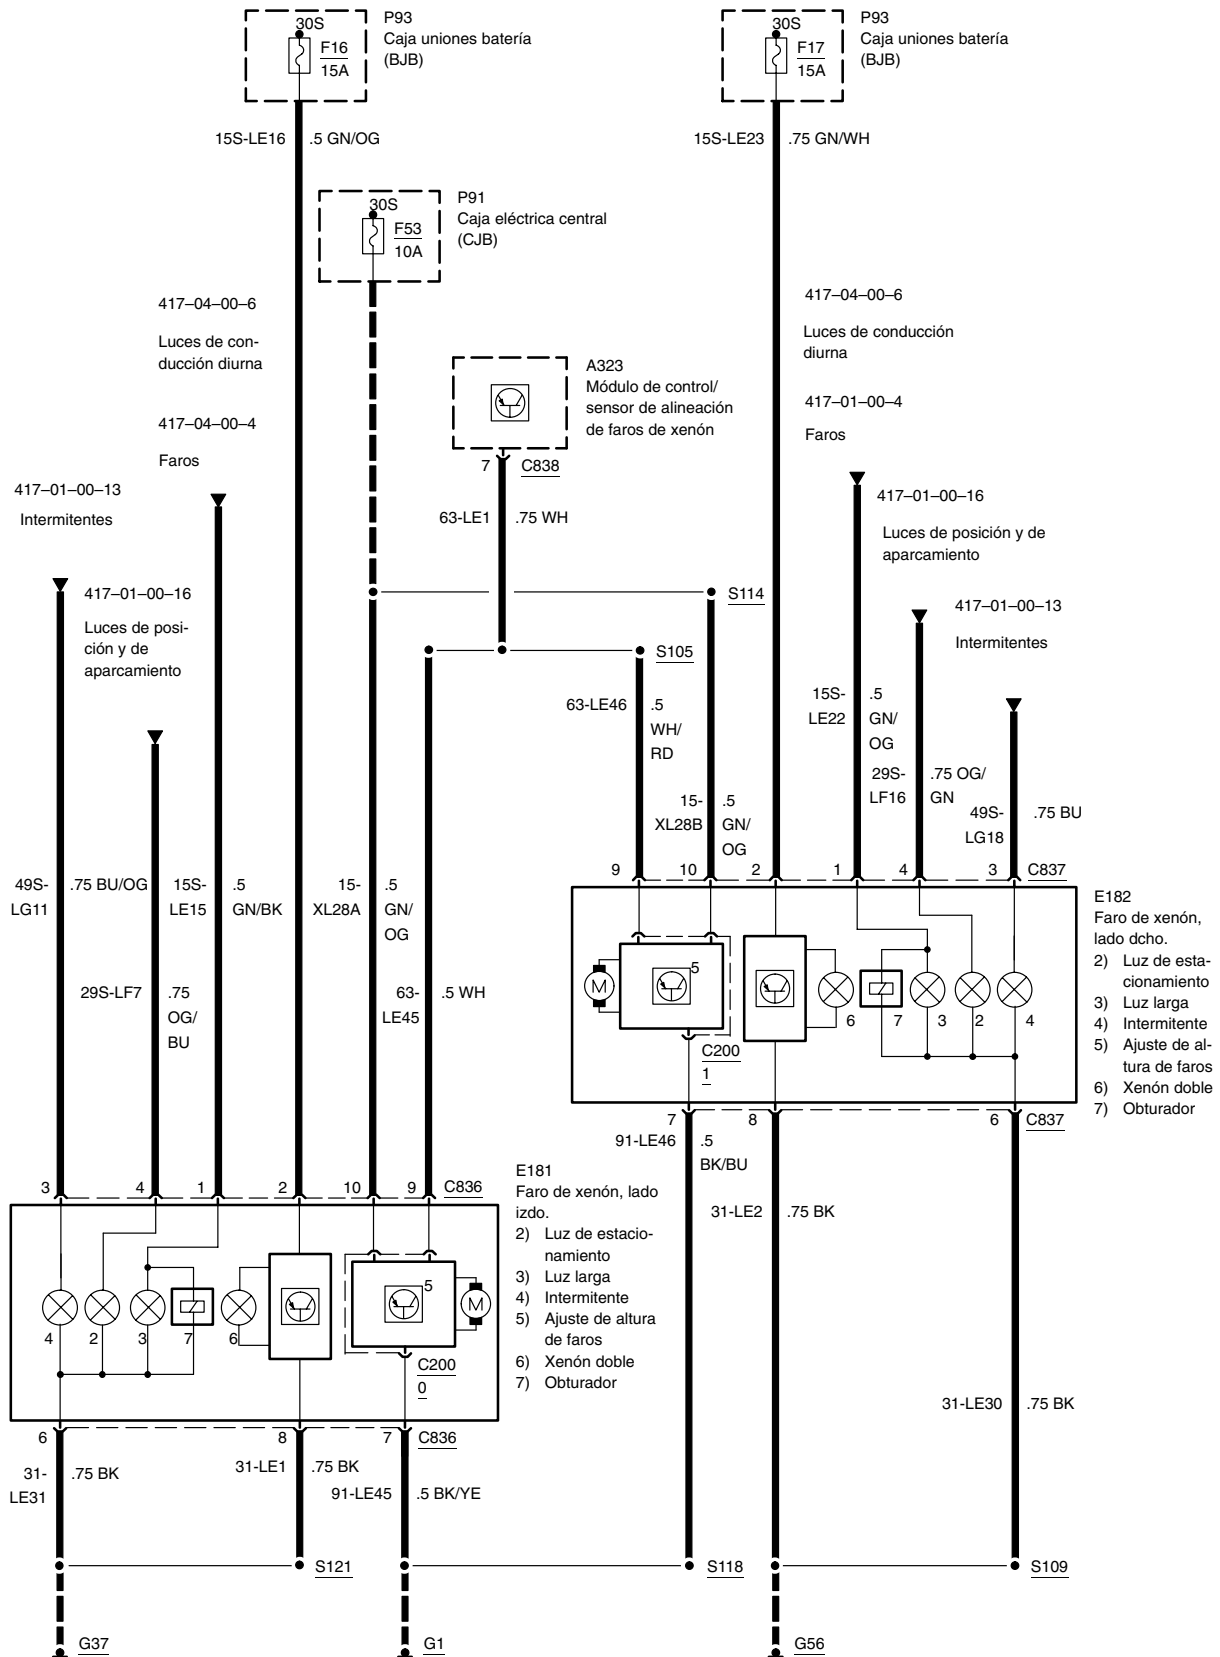 30S
F16
15A
P93
Caja uniones batería
(BJB)
30S
F17
15A
P93
Caja uniones batería
(BJB)
15S-LE16
.5 GN/OG
15S-LE23
.75 GN/WH
30S
F53
10A
P91
Caja eléctrica central
(CJB)
417–04–00–6
Luces de con-
ducción diurna
417–04–00–6
Luces de conducción
diurna
A323
Módulo de control/
sensor de alineación
de faros de xenón
417–04–00–4
Faros
417–01–00–4
Faros
7
C838
417–01–00–13
Intermitentes
63-LE1
.75 WH
417–01–00–16
Luces de posición y de
aparcamiento
417–01–00–16
Luces de posi-
ción y de
aparcamiento
S114
417–01–00–13
Intermitentes
S105
63-LE46
.5
WH/
RD
15S-
LE22
.5
GN/
OG
29S-
LF16
.75 OG/
GN
15-
XL28B
.5
GN/
OG
49S-
LG18
.75 BU
9
10
2
1
4
3
C837
49S-
LG11
.75 BU/OG
15S-
LE15
.5
GN/BK
15-
XL28A
.5
GN/
OG
29S-LF7
.75
OG/
BU
63-
LE45
.5 WH
M
5
6
7
3
2
4
C200
1
E182
Faro de xenón,
lado dcho.
2) Luz de esta-
cionamiento
3) Luz larga
4) Intermitente
5) Ajuste de al-
tura de faros
6) Xenón doble
7) Obturador
7
8
6
C837
91-LE46
.5
BK/BU
31-LE2
.75 BK
3
4
1
2
10
9
C836
E181
Faro de xenón, lado
izdo.
2) Luz de estacio-
namiento
3) Luz larga
4) Intermitente
5) Ajuste de altura
de faros
6) Xenón doble
7) Obturador
4
2
3
7
6
5
M
C200
0
31-LE30
.75 BK
6
8
7
C836
31-
LE31
.75 BK
31-LE1
.75 BK
91-LE45
.5 BK/YE
S121
S118
S109
G37
G1
G56